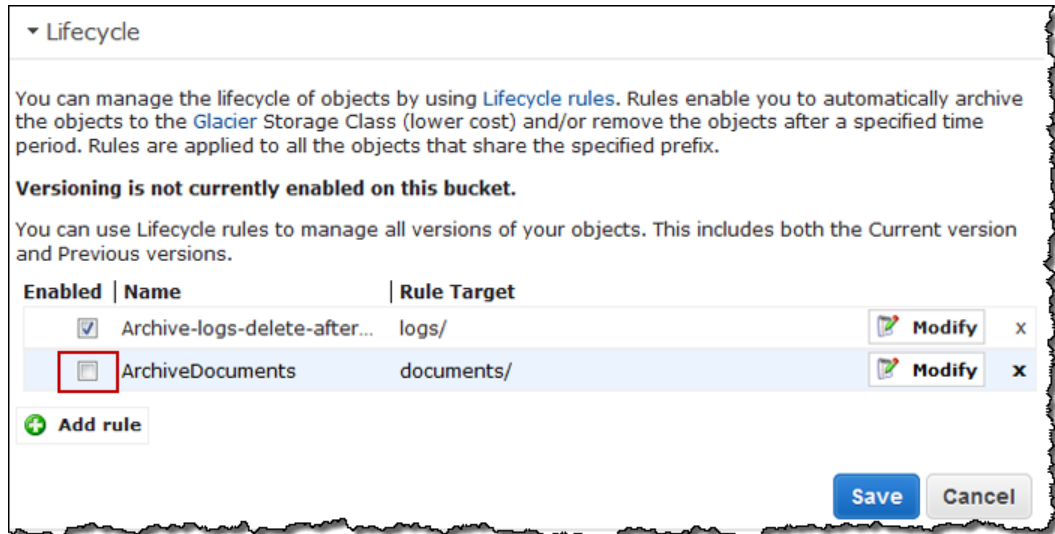 Lifecycle
You can manage the lifecycle of objects by using Lifecycle rules. Rules enable you to automatically archive
the objects to the Glacier Storage Class (lower cost) and/or remove the objects after a specified time
period. Rules are applied to all the objects that share the specified prefix.
Versioning is not currently enabled on this bucket.
You can use Lifecycle rules to manage all versions of your objects. This includes both the Current version
and Previous versions.
Enabled Name Rule Target
Archive-logs-delete-after... logs/ Modify x
ArchiveDocuments documents/ Modify x
Add rule
Save Cancel